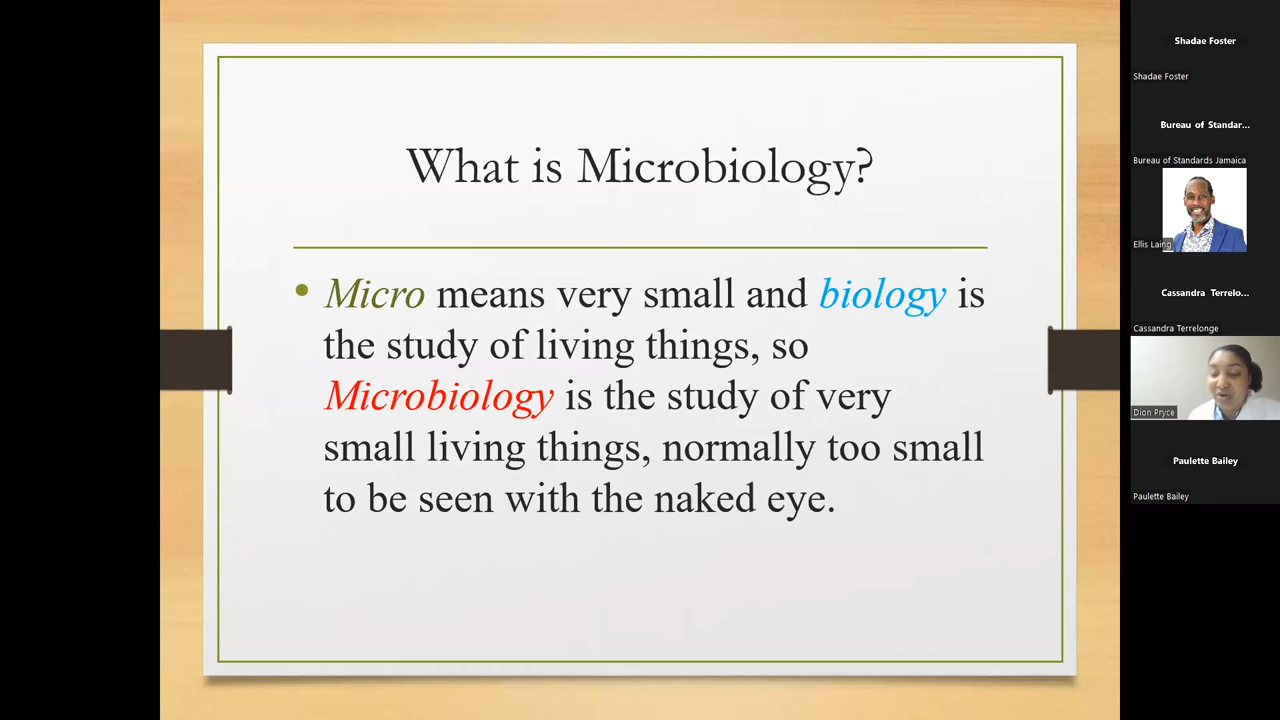 What is Microbiology?
• Micro means very small and biology is
the study of living things, so
Microbiology is the study of very
small living things, normally too small
to be seen with the naked eye.
Shadae Foster
Shadae Foster
Bureau of Standar...
Bureau of Standards Jamaica
Ellis Laing
Cassandra Terrelo...
Cassandra Terrelonge
Dion Pryce
Paulette Bailey
Paulette Bailey